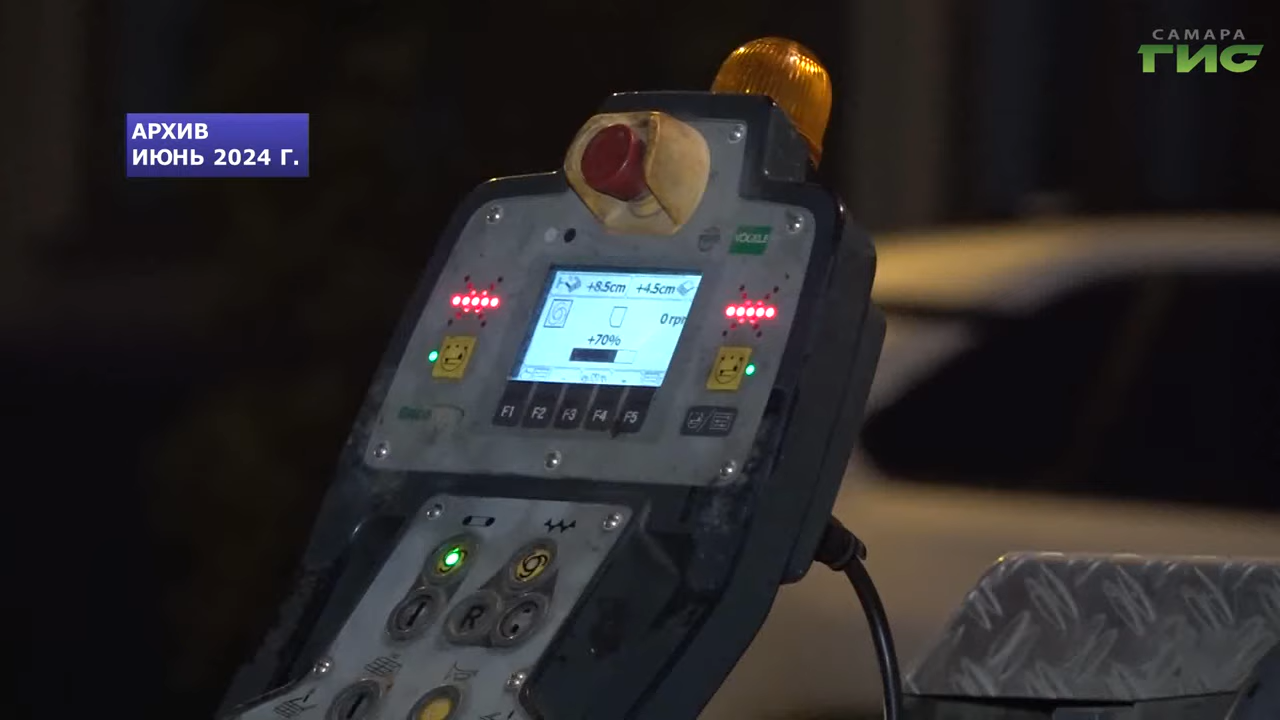 САМАРА
ГИС
АРХИВ
ИЮНЬ 2024 Г.
VÖGELE
+8.5cm +4.5cm
0 rpm
+70%
F1 F2 F3 F4 F5
R